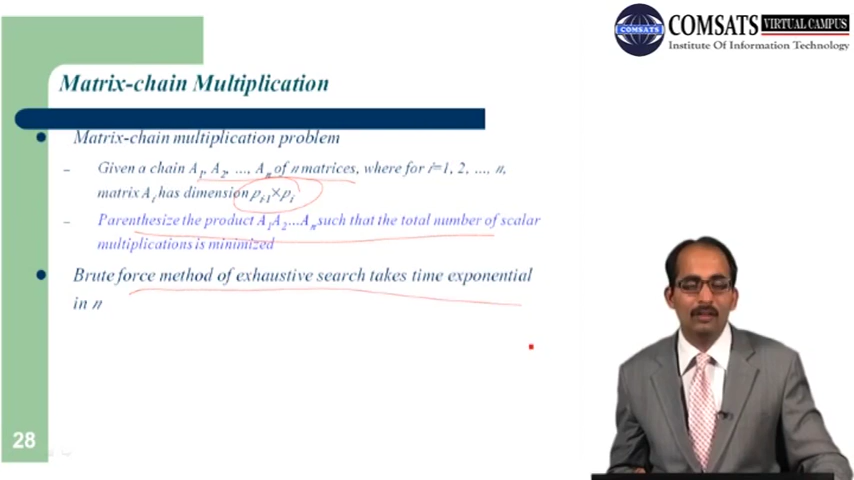 COMSATS VIRTUAL CAMPUS
COMSATS
Institute Of Information Technology
Matrix-chain Multiplication
• Matrix-chain multiplication problem
– Given a chain A₁, A₂, ..., Aₙ of n matrices, where for i=1, 2, ..., n,
matrix Aᵢ has dimension pᵢ₋₁×pᵢ
– Parenthesize the product A₁A₂...Aₙ such that the total number of scalar
multiplications is minimized
• Brute force method of exhaustive search takes time exponential
in n
28